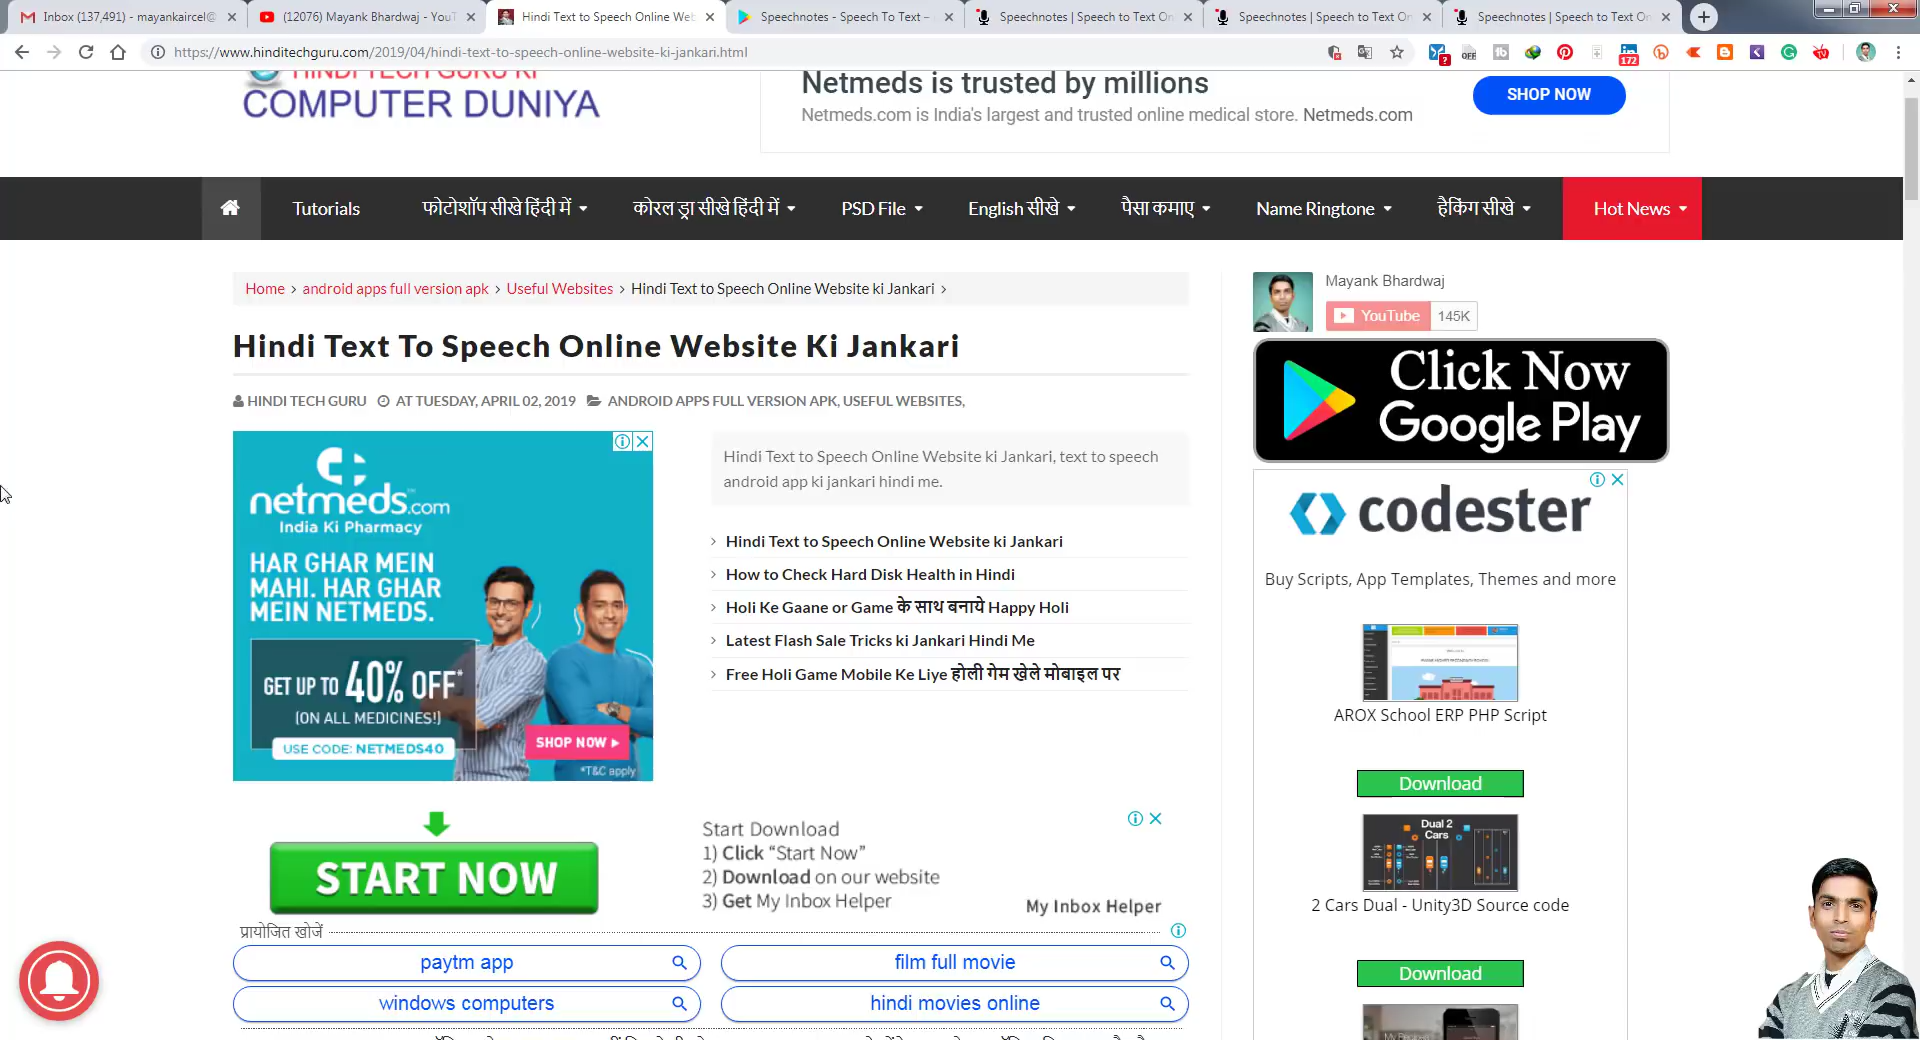 Inbox (137,491) - mayankaircel@
(12076) Mayank Bhardwaj - YouT
Hindi Text to Speech Online Web
Speechnotes - Speech To Text –
Speechnotes | Speech to Text On
Speechnotes | Speech to Text On
Speechnotes | Speech to Text On
https://www.hinditechguru.com/2019/04/hindi-text-to-speech-online-website-ki-jankari.html
OFF
?
172
HINDI TECH GURU KI
COMPUTER DUNIYA
Netmeds is trusted by millions
Netmeds.com is India's largest and trusted online medical store. Netmeds.com
SHOP NOW
Tutorials
फोटोशॉप सीखे हिंदी में
कोरल ड्रा सीखे हिंदी में
PSD File
English सीखे
पैसा कमाए
Name Ringtone
हैकिंग सीखे
Hot News
Home > android apps full version apk > Useful Websites > Hindi Text to Speech Online Website ki Jankari >
Hindi Text To Speech Online Website Ki Jankari
HINDI TECH GURU AT TUESDAY, APRIL 02, 2019 ANDROID APPS FULL VERSION APK, USEFUL WEBSITES,
netmeds.com
India Ki Pharmacy
HAR GHAR MEIN
MAHI. HAR GHAR
MEIN NETMEDS.
GET UP TO 40% OFF*
(ON ALL MEDICINES!)
USE CODE: NETMEDS40
SHOP NOW
*T&C apply
Hindi Text to Speech Online Website ki Jankari, text to speech
android app ki jankari hindi me.
Hindi Text to Speech Online Website ki Jankari
How to Check Hard Disk Health in Hindi
Holi Ke Gaane or Game के साथ बनाये Happy Holi
Latest Flash Sale Tricks ki Jankari Hindi Me
Free Holi Game Mobile Ke Liye होली गेम खेले मोबाइल पर
START NOW
Start Download
1) Click “Start Now”
2) Download on our website
3) Get My Inbox Helper
My Inbox Helper
प्रायोजित खोजें
paytm app
film full movie
windows computers
hindi movies online
Mayank Bhardwaj
YouTube 145K
Click Now
Google Play
codester
Buy Scripts, App Templates, Themes and more
AROX School ERP PHP Script
Download
Dual 2
Cars
2 Cars Dual - Unity3D Source code
Download